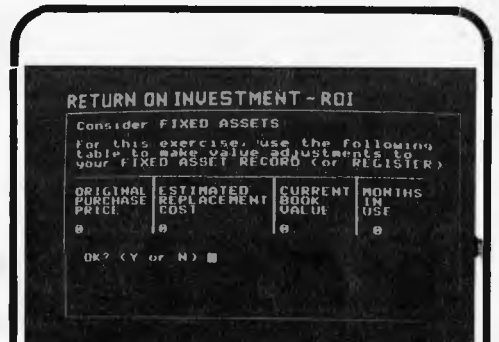 RETURN ON INVESTMENT - ROI
Consider FIXED ASSETS
For this exercise, use the following
table to make value adjustments to
your FIXED ASSET RECORD (or REGISTER)
ORIGINAL ESTIMATED CURRENT MONTHS
PURCHASE REPLACEMENT BOOK IN
PRICE COST VALUE USE
0 0 0 0
OK? (Y or N)